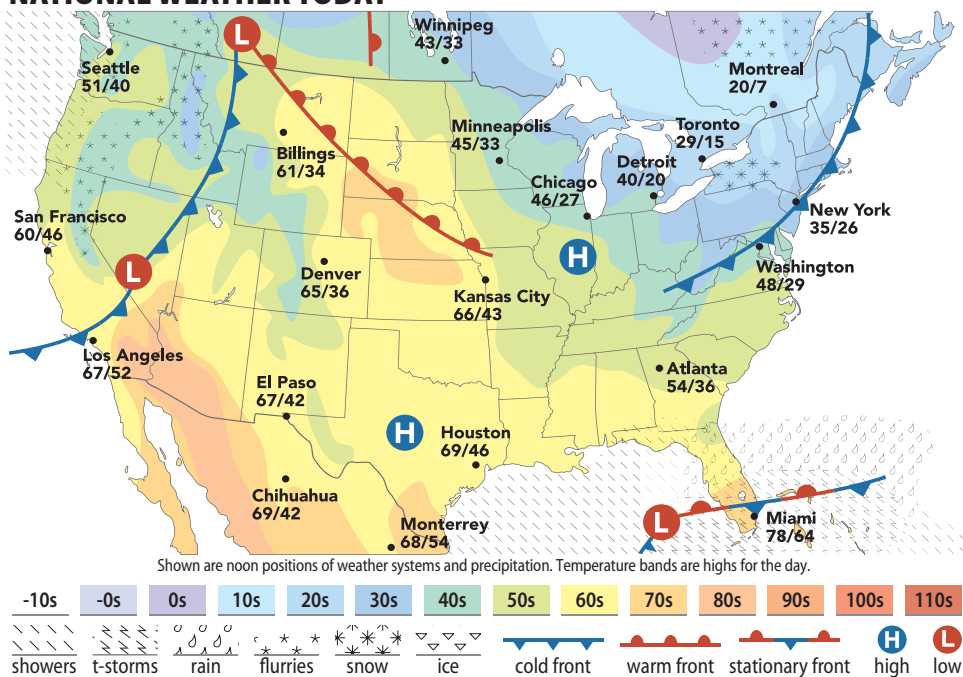 NATIONAL WEATHER TODAY
L
Winnipeg
43/33
Seattle
51/40
Montreal
20/7
Minneapolis
45/33
Toronto
29/15
Billings
61/34
Detroit
40/20
Chicago
46/27
San Francisco
60/46
New York
35/26
L
H
Denver
65/36
Washington
48/29
Kansas City
66/43
Los Angeles
67/52
Atlanta
54/36
El Paso
67/42
H
Houston
69/46
Chihuahua
69/42
L
Miami
78/64
Monterrey
68/54
Shown are noon positions of weather systems and precipitation. Temperature bands are highs for the day.
-10s -0s 0s 10s 20s 30s 40s 50s 60s 70s 80s 90s 100s 110s
H L
showers t-storms rain flurries snow ice cold front warm front stationary front high low